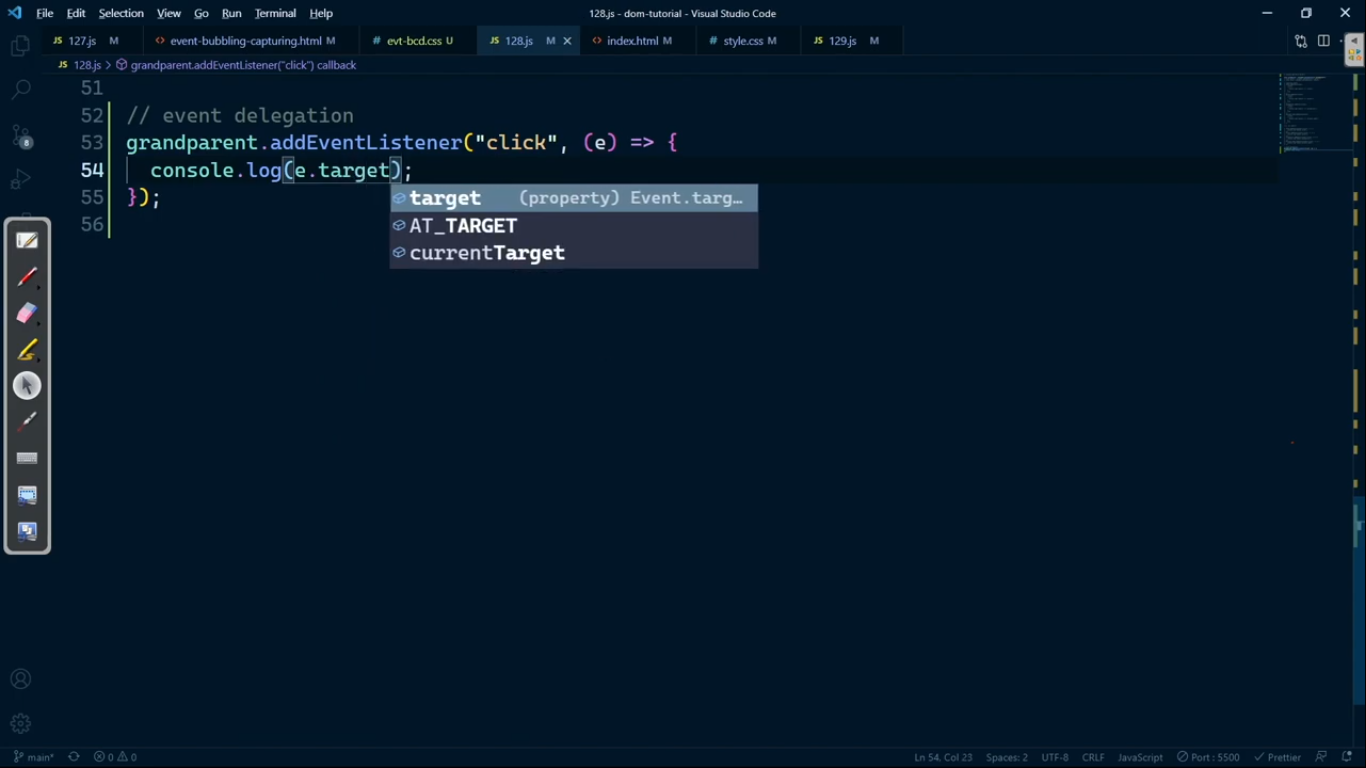 File Edit Selection View Go Run Terminal Help 128.js - dom-tutorial - Visual Studio Code
JS 127.js M <> event-bubbling-capturing.html M # evt-bcd.css U JS 128.js M <> index.html M # style.css M JS 129.js M
JS 128.js > grandparent.addEventListener("click") callback
51
52 // event delegation
53 grandparent.addEventListener("click", (e) => {
54 console.log(e.target);
55 });
56
target (property) Event.targ…
AT_TARGET
currentTarget
8
main* 0 0 Ln 54, Col 23 Spaces: 2 UTF-8 CRLF JavaScript Port : 5500 Prettier